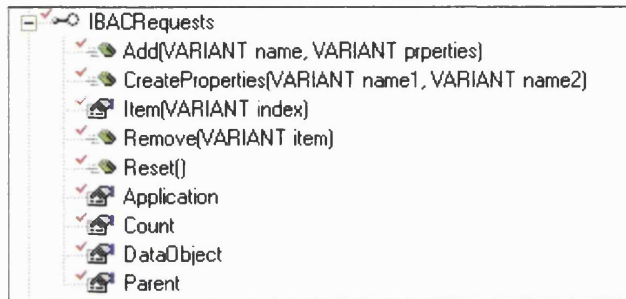 IBACRequests
Add(VARIANT name, VARIANT prperties)
CreateProperties(VARIANT name1, VARIANT name2)
Item(VARIANT index)
Remove(VARIANT item)
Reset()
Application
Count
DataObject
Parent